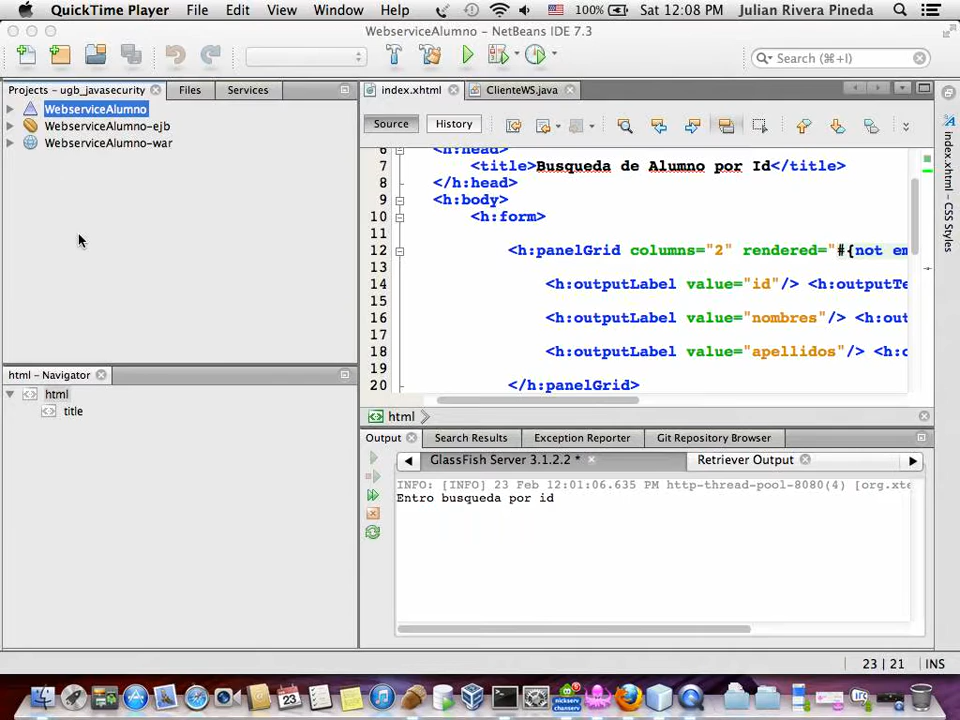 QuickTime Player File Edit View Window Help 100% Sat 12:08 PM Julian Rivera Pineda
WebserviceAlumno - NetBeans IDE 7.3
Search (⌘+I)
Projects - ugb_javasecurity Files Services
index.xhtml ClienteWS.java
WebserviceAlumno
WebserviceAlumno-ejb
WebserviceAlumno-war
Source History
6 <h:head>
7 <title>Busqueda de Alumno por Id</title>
8 </h:head>
9 <h:body>
10 <h:form>
11
12 <h:panelGrid columns="2" rendered="#{not em
13
14 <h:outputLabel value="id"/> <h:outputTe
15
16 <h:outputLabel value="nombres"/> <h:out
17
18 <h:outputLabel value="apellidos"/> <h:o
19
20 </h:panelGrid>
index.xhtml - CSS Styles
html - Navigator
html
title
html
Output Search Results Exception Reporter Git Repository Browser
GlassFish Server 3.1.2.2 * Retriever Output
INFO: [INFO] 23 Feb 12:01:06.635 PM http-thread-pool-8080(4) [org.xte
Entro busqueda por id
23 | 21 INS